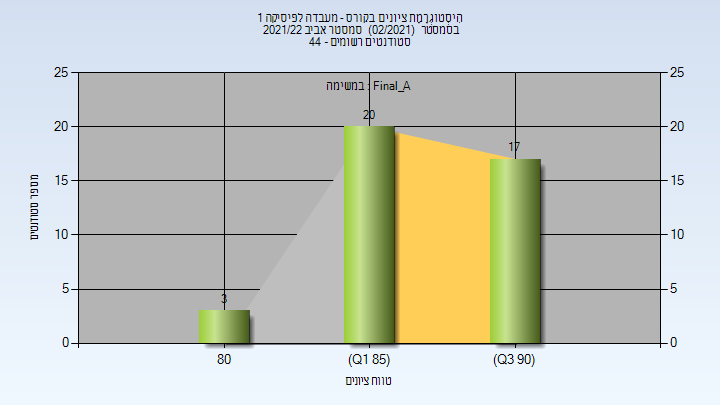 היסטוגרמת ציונים בקורס - מעבדה לפיסיקה 1
בסמסטר (02/2021) סמסטר אביב 2021/22
סטודנטים רשומים - 44
במשימה : Final_A
25 25
20 20
15 15
10 10
5 5
0 0
3
20
17
מספר סטודנטים
80 (Q1 85) (Q3 90)
טווח ציונים